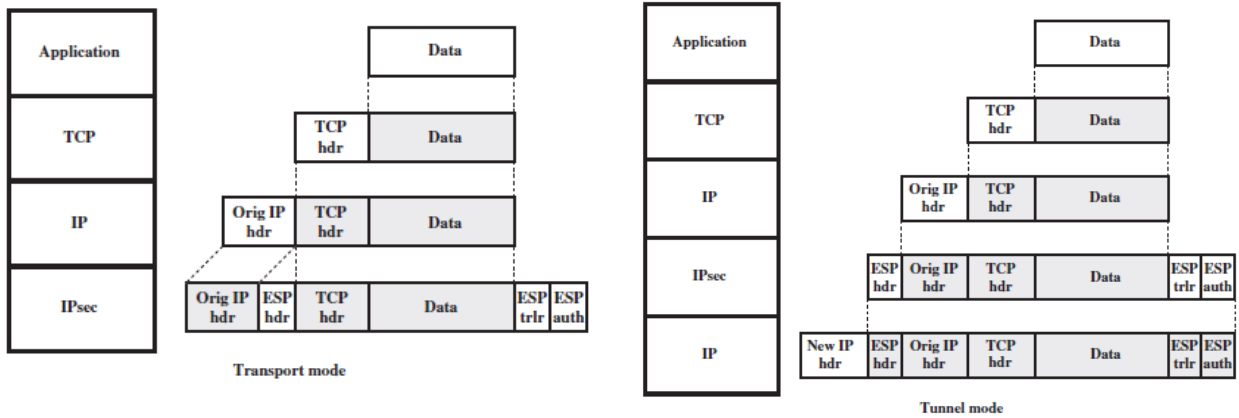 Application
Data
TCP
TCP
hdr
Data
IP
Orig IP
hdr
TCP
hdr
Data
IPsec
Orig IP
hdr
ESP
hdr
TCP
hdr
Data
ESP
trlr
ESP
auth
Transport mode
Application
Data
TCP
TCP
hdr
Data
IP
Orig IP
hdr
TCP
hdr
Data
IPsec
ESP
hdr
Orig IP
hdr
TCP
hdr
Data
ESP
trlr
ESP
auth
IP
New IP
hdr
ESP
hdr
Orig IP
hdr
TCP
hdr
Data
ESP
trlr
ESP
auth
Tunnel mode